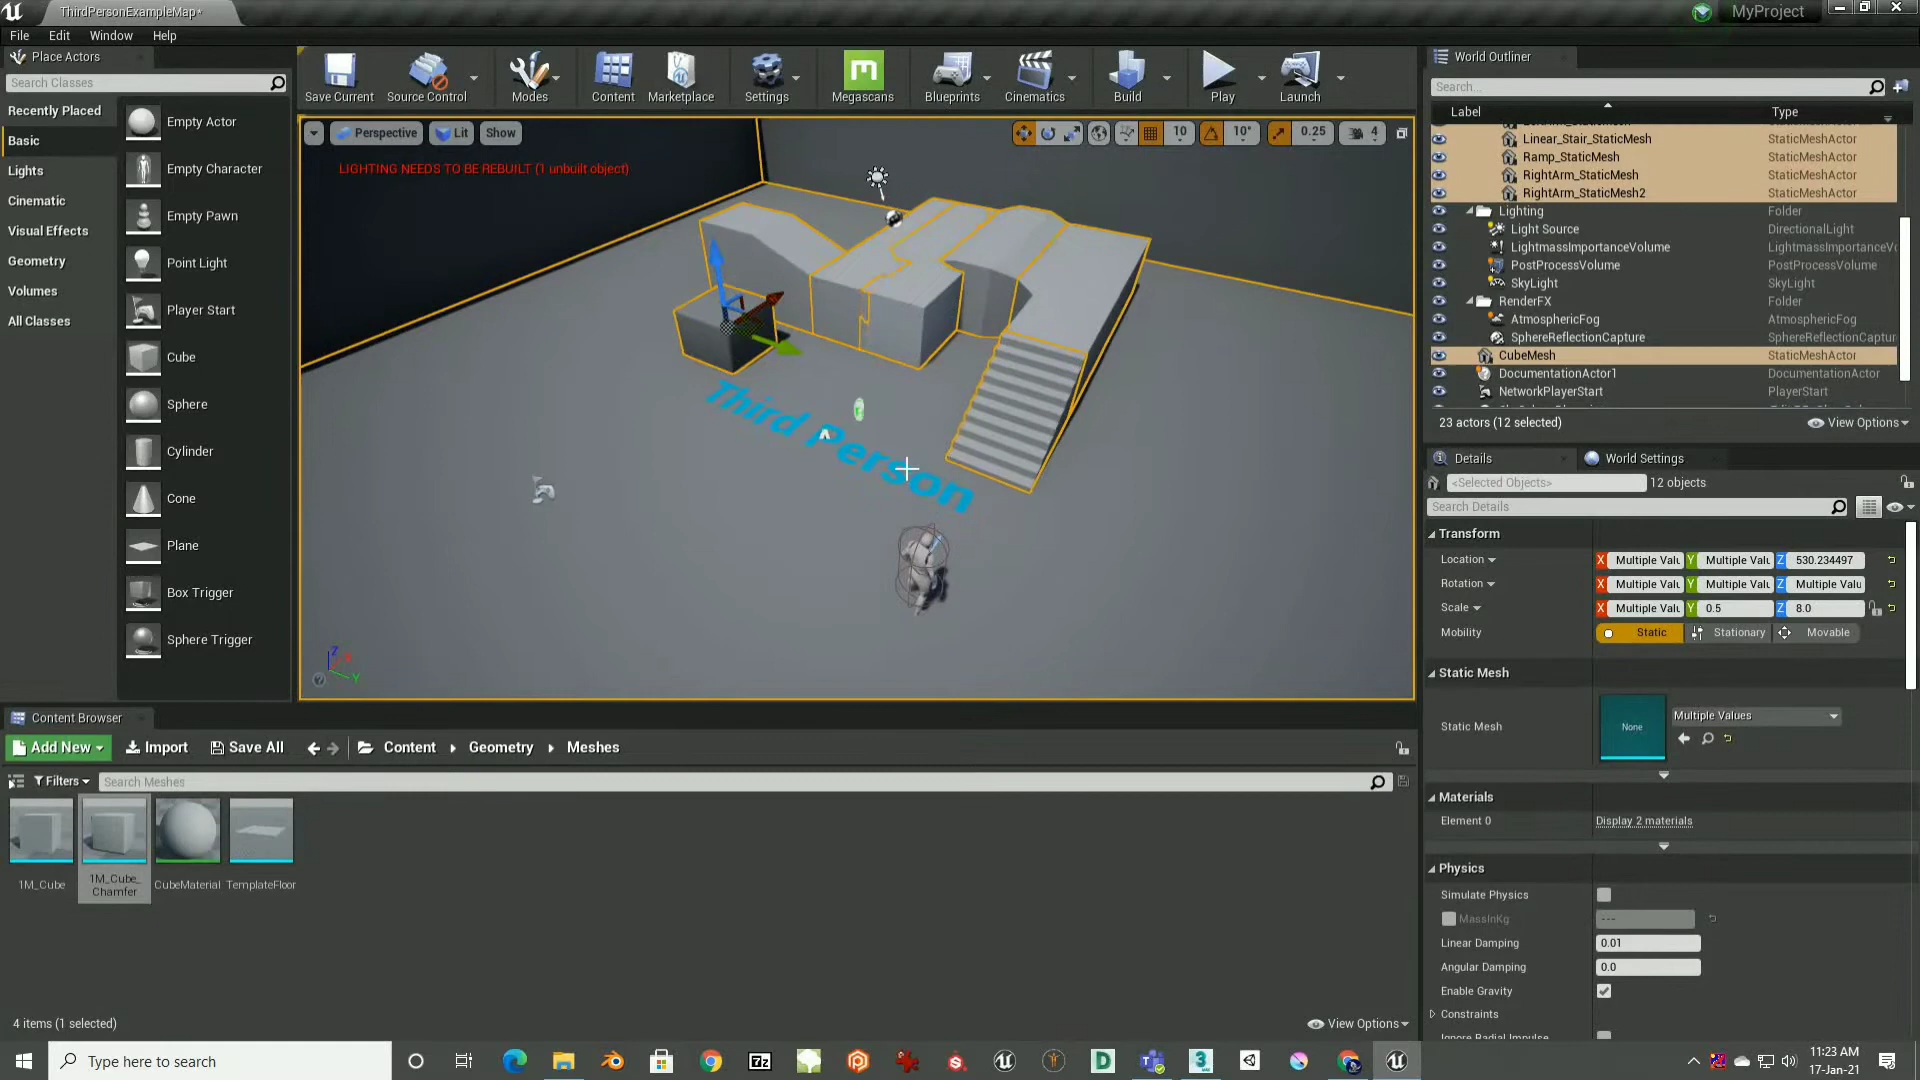 ThirdPersonExampleMap*
MyProject
File Edit Window Help
Place Actors
Search Classes
Recently Placed
Basic
Lights
Cinematic
Visual Effects
Geometry
Volumes
All Classes
Empty Actor
Empty Character
Empty Pawn
Point Light
Player Start
Cube
Sphere
Cylinder
Cone
Plane
Box Trigger
Sphere Trigger
Save Current Source Control Modes Content Marketplace Settings Megascans Blueprints Cinematics Build Play Launch
Perspective Lit Show
10 10° 0.25 4
LIGHTING NEEDS TO BE REBUILT (1 unbuilt object)
Third Person
Z X Y
World Outliner
Search...
Label Type
Linear_Stair_StaticMesh StaticMeshActor
Ramp_StaticMesh StaticMeshActor
RightArm_StaticMesh StaticMeshActor
RightArm_StaticMesh2 StaticMeshActor
Lighting Folder
Light Source DirectionalLight
LightmassImportanceVolume LightmassImportanceVo
PostProcessVolume PostProcessVolume
SkyLight SkyLight
RenderFX Folder
AtmosphericFog AtmosphericFog
SphereReflectionCapture SphereReflectionCaptur
CubeMesh StaticMeshActor
DocumentationActor1 DocumentationActor
NetworkPlayerStart PlayerStart
23 actors (12 selected) View Options
Details World Settings
<Selected Objects> 12 objects
Search Details
Transform
Location X Multiple Valu Y Multiple Valu Z 530.234497
Rotation X Multiple Valu Y Multiple Valu Z Multiple Valu
Scale X Multiple Valu Y 0.5 Z 8.0
Mobility Static Stationary Movable
Static Mesh
Static Mesh None Multiple Values
Materials
Element 0 Display 2 materials
Physics
Simulate Physics
MassInKg ---
Linear Damping 0.01
Angular Damping 0.0
Enable Gravity
Constraints
Ignore Radial Impulse
Content Browser
Add New Import Save All Content Geometry Meshes
Filters Search Meshes
1M_Cube
1M_Cube_
Chamfer
CubeMaterial
TemplateFloor
4 items (1 selected) View Options
Type here to search
11:23 AM
17-Jan-21